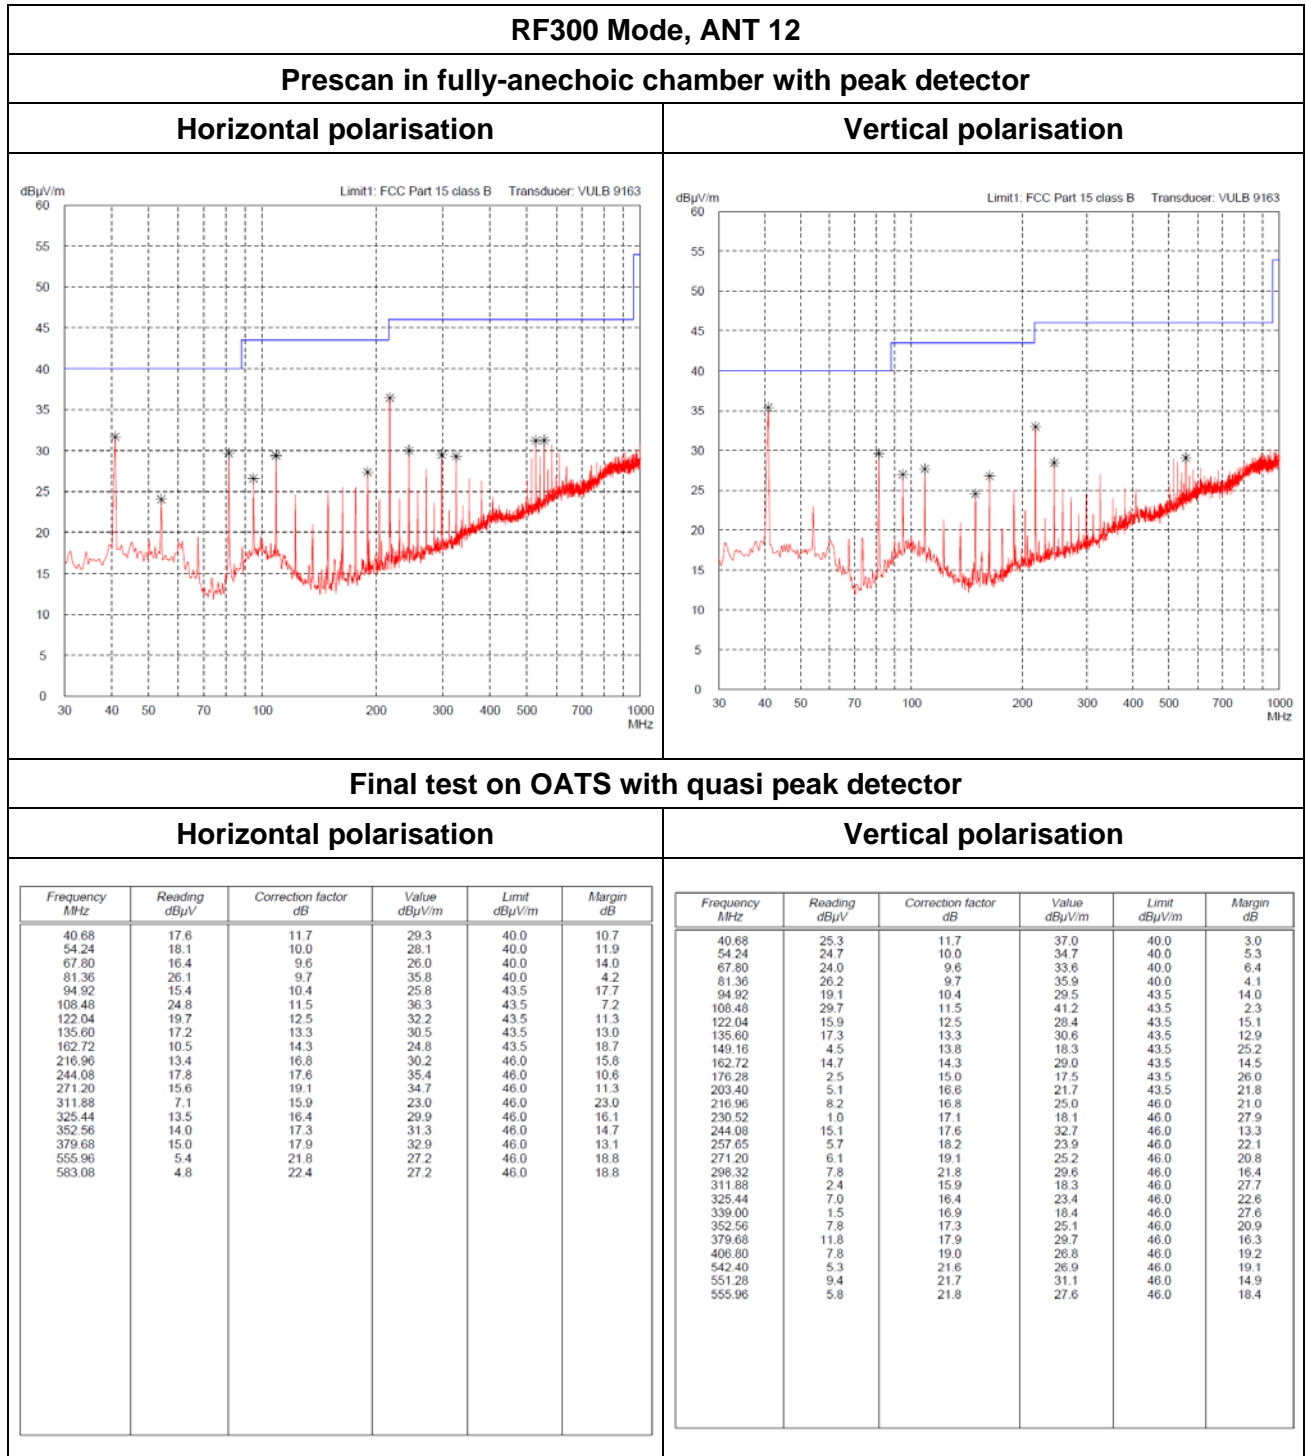 RF300 Mode, ANT 12
Prescan in fully-anechoic chamber with peak detector
Horizontal polarisation
Vertical polarisation
dBµV/m Limit1: FCC Part 15 class B Transducer: VULB 9163
60
55
50
45
40
35
30
25
20
15
10
5
0
30 40 50 70 100 200 300 400 500 700 1000
MHz
dBµV/m Limit1: FCC Part 15 class B Transducer: VULB 9163
60
55
50
45
40
35
30
25
20
15
10
5
0
30 40 50 70 100 200 300 400 500 700 1000
MHz
Final test on OATS with quasi peak detector
Horizontal polarisation
Vertical polarisation
Frequency Reading Correction factor Value Limit Margin
MHz dBµV dB dBµV/m dBµV/m dB
40.68 17.6 11.7 29.3 40.0 10.7
54.24 18.1 10.0 28.1 40.0 11.9
67.80 16.4 9.6 26.0 40.0 14.0
81.36 26.1 9.7 35.8 40.0 4.2
94.92 15.4 10.4 25.8 43.5 17.7
108.48 24.8 11.5 36.3 43.5 7.2
122.04 19.7 12.5 32.2 43.5 11.3
135.60 17.2 13.3 30.5 43.5 13.0
162.72 10.5 14.3 24.8 43.5 18.7
216.96 13.4 16.8 30.2 46.0 15.8
244.08 17.8 17.6 35.4 46.0 10.6
271.20 15.6 19.1 34.7 46.0 11.3
311.88 7.1 15.9 23.0 46.0 23.0
325.44 13.5 16.4 29.9 46.0 16.1
352.56 14.0 17.3 31.3 46.0 14.7
379.68 15.0 17.9 32.9 46.0 13.1
555.96 5.4 21.8 27.2 46.0 18.8
583.08 4.8 22.4 27.2 46.0 18.8
Frequency Reading Correction factor Value Limit Margin
MHz dBµV dB dBµV/m dBµV/m dB
40.68 25.3 11.7 37.0 40.0 3.0
54.24 24.7 10.0 34.7 40.0 5.3
67.80 24.0 9.6 33.6 40.0 6.4
81.36 26.2 9.7 35.9 40.0 4.1
94.92 19.1 10.4 29.5 43.5 14.0
108.48 29.7 11.5 41.2 43.5 2.3
122.04 15.9 12.5 28.4 43.5 15.1
135.60 17.3 13.3 30.6 43.5 12.9
149.16 4.5 13.8 18.3 43.5 25.2
162.72 14.7 14.3 29.0 43.5 14.5
176.28 2.5 15.0 17.5 43.5 26.0
203.40 5.1 16.6 21.7 43.5 21.8
216.96 8.2 16.8 25.0 46.0 21.0
230.52 1.0 17.1 18.1 46.0 27.9
244.08 15.1 17.6 32.7 46.0 13.3
257.65 5.7 18.2 23.9 46.0 22.1
271.20 6.1 19.1 25.2 46.0 20.8
298.32 7.8 21.8 29.6 46.0 16.4
311.88 2.4 15.9 18.3 46.0 27.7
325.44 7.0 16.4 23.4 46.0 22.6
339.00 1.5 16.9 18.4 46.0 27.6
352.56 7.8 17.3 25.1 46.0 20.9
379.68 11.8 17.9 29.7 46.0 16.3
406.80 7.8 19.0 26.8 46.0 19.2
542.40 5.3 21.6 26.9 46.0 19.1
551.28 9.4 21.7 31.1 46.0 14.9
555.96 5.8 21.8 27.6 46.0 18.4